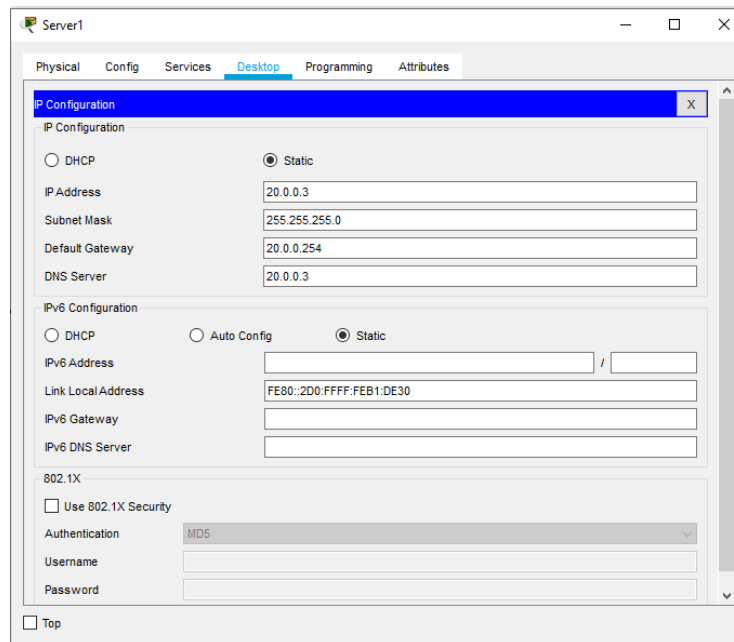 Server1
Physical Config Services Desktop Programming Attributes
IP Configuration X
IP Configuration
DHCP Static
IP Address 20.0.0.3
Subnet Mask 255.255.255.0
Default Gateway 20.0.0.254
DNS Server 20.0.0.3
IPv6 Configuration
DHCP Auto Config Static
IPv6 Address /
Link Local Address FE80::2D0:FFFF:FEB1:DE30
IPv6 Gateway
IPv6 DNS Server
802.1X
Use 802.1X Security
Authentication MD5
Username
Password
Top